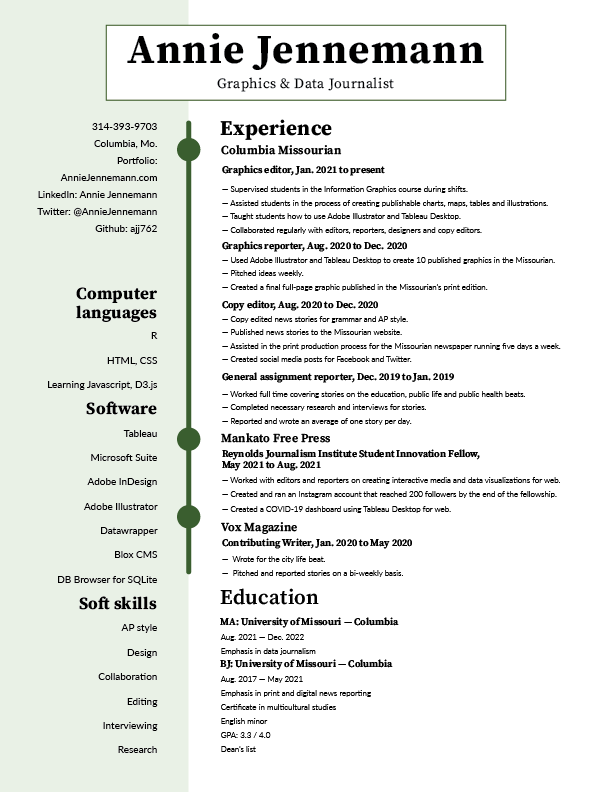 Annie Jennemann
Graphics & Data Journalist
314-393-9703
Columbia, Mo.
Portfolio:
AnnieJennemann.com
LinkedIn: Annie Jennemann
Twitter: @AnnieJennemann
Github: ajj762
Computer
languages
R
HTML, CSS
Learning Javascript, D3.js
Software
Tableau
Microsoft Suite
Adobe InDesign
Adobe Illustrator
Datawrapper
Blox CMS
DB Browser for SQLite
Soft skills
AP style
Design
Collaboration
Editing
Interviewing
Research
Experience
Columbia Missourian
Graphics editor, Jan. 2021 to present
— Supervised students in the Information Graphics course during shifts.
— Assisted students in the process of creating publishable charts, maps, tables and illustrations.
— Taught students how to use Adobe Illustrator and Tableau Desktop.
— Collaborated regularly with editors, reporters, designers and copy editors.
Graphics reporter, Aug. 2020 to Dec. 2020
— Used Adobe Illustrator and Tableau Desktop to create 10 published graphics in the Missourian.
— Pitched ideas weekly.
— Created a final full-page graphic published in the Missourian's print edition.
Copy editor, Aug. 2020 to Dec. 2020
— Copy edited news stories for grammar and AP style.
— Published news stories to the Missourian website.
— Assisted in the print production process for the Missourian newspaper running five days a week.
— Created social media posts for Facebook and Twitter.
General assignment reporter, Dec. 2019 to Jan. 2019
— Worked full time covering stories on the education, public life and public health beats.
— Completed necessary research and interviews for stories.
— Reported and wrote an average of one story per day.
Mankato Free Press
Reynolds Journalism Institute Student Innovation Fellow,
May 2021 to Aug. 2021
— Worked with editors and reporters on creating interactive media and data visualizations for web.
— Created and ran an Instagram account that reached 200 followers by the end of the fellowship.
— Created a COVID-19 dashboard using Tableau Desktop for web.
Vox Magazine
Contributing Writer, Jan. 2020 to May 2020
— Wrote for the city life beat.
— Pitched and reported stories on a bi-weekly basis.
Education
MA: University of Missouri — Columbia
Aug. 2021 — Dec. 2022
Emphasis in data journalism
BJ: University of Missouri — Columbia
Aug. 2017 — May 2021
Emphasis in print and digital news reporting
Certificate in multicultural studies
English minor
GPA: 3.3 / 4.0
Dean's list